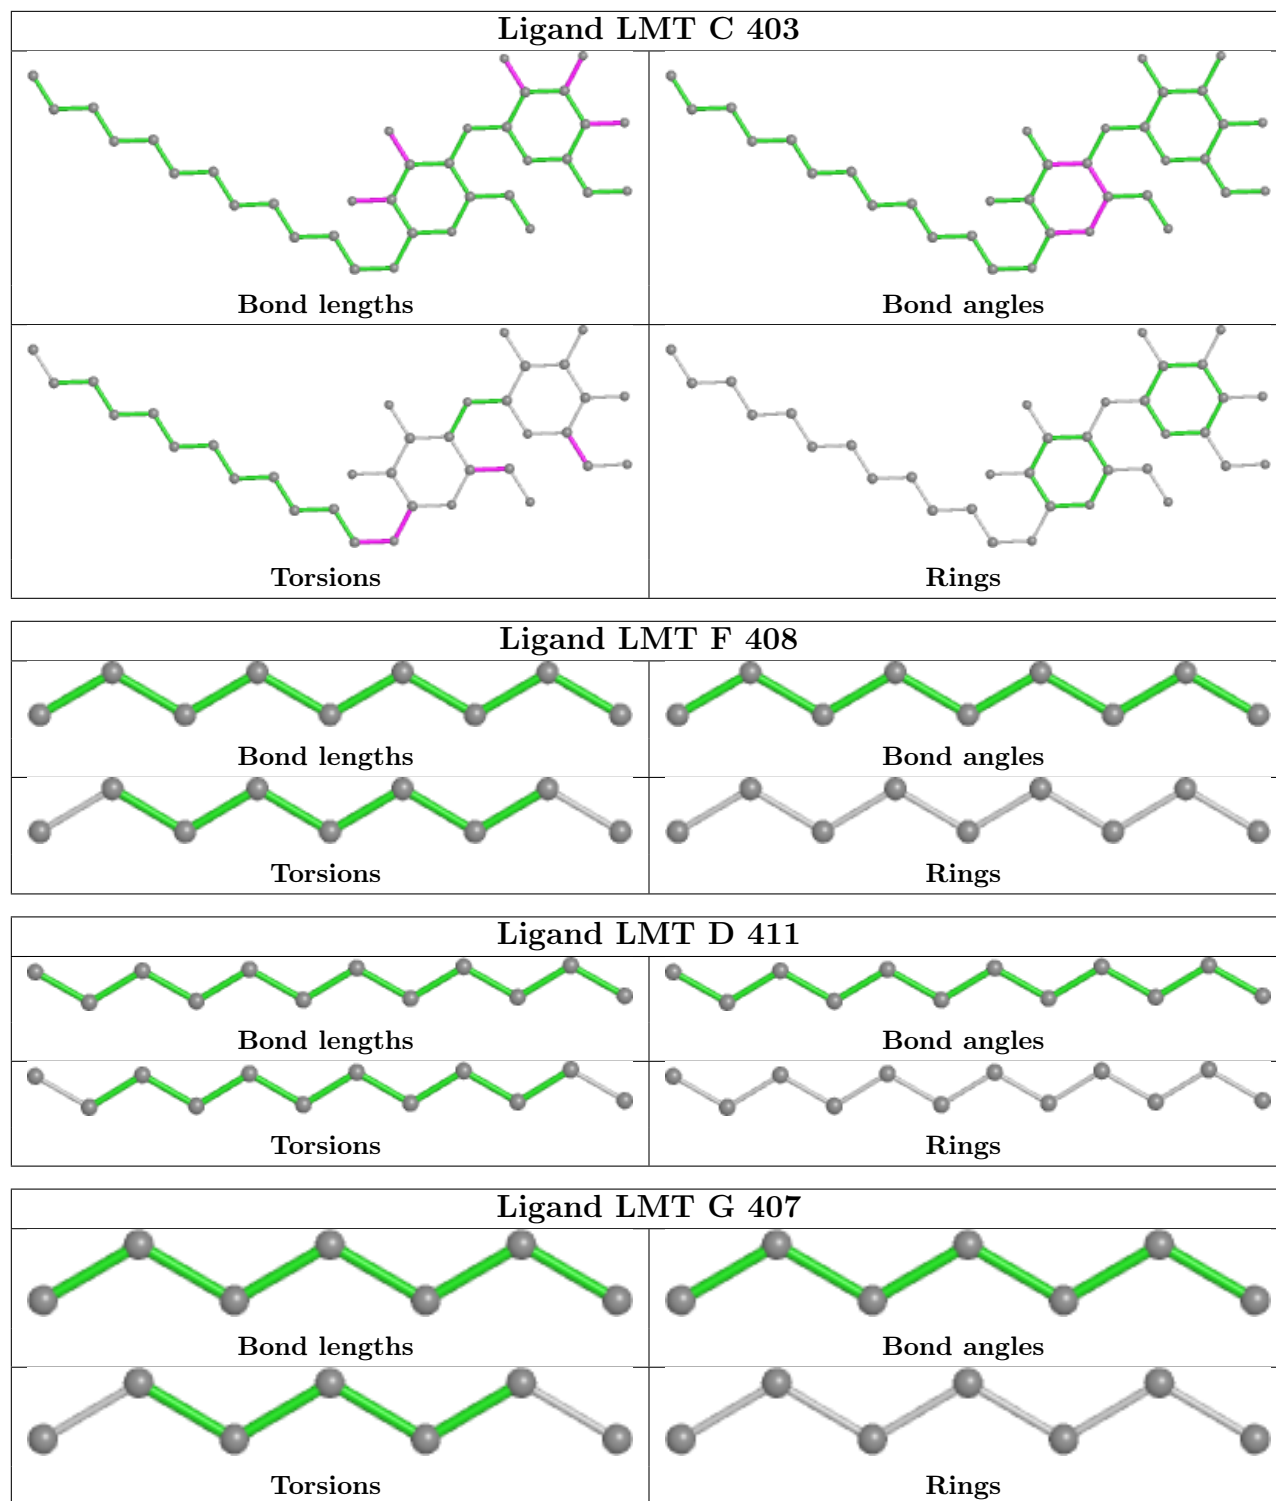 Ligand LMT C 403
Bond lengths
Bond angles
Torsions
Rings
Ligand LMT F 408
Bond lengths
Bond angles
Torsions
Rings
Ligand LMT D 411
Bond lengths
Bond angles
Torsions
Rings
Ligand LMT G 407
Bond lengths
Bond angles
Torsions
Rings